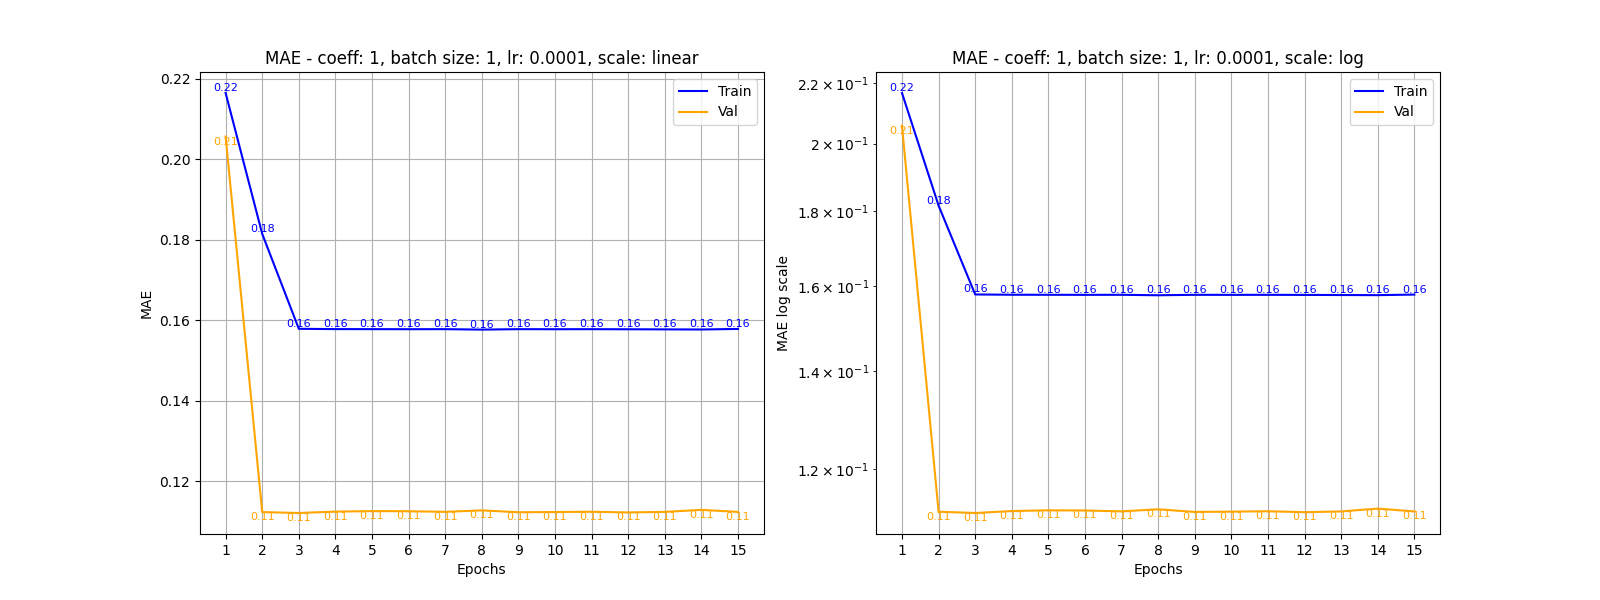 MAE - coeff: 1, batch size: 1, lr: 0.0001, scale: linear
MAE
0.22
0.20
0.18
0.16
0.14
0.12
0.22
0.18
0.16 0.16 0.16 0.16 0.16 0.16 0.16 0.16 0.16 0.16 0.16 0.16 0.16
0.21
0.11 0.11 0.11 0.11 0.11 0.11 0.11 0.11 0.11 0.11 0.11 0.11 0.11 0.11
Train
Val
1 2 3 4 5 6 7 8 9 10 11 12 13 14 15
Epochs
MAE - coeff: 1, batch size: 1, lr: 0.0001, scale: log
MAE log scale
2.2 × 10⁻¹
2 × 10⁻¹
1.8 × 10⁻¹
1.6 × 10⁻¹
1.4 × 10⁻¹
1.2 × 10⁻¹
0.22
0.18
0.16 0.16 0.16 0.16 0.16 0.16 0.16 0.16 0.16 0.16 0.16 0.16 0.16
0.21
0.11 0.11 0.11 0.11 0.11 0.11 0.11 0.11 0.11 0.11 0.11 0.11 0.11 0.11
Train
Val
1 2 3 4 5 6 7 8 9 10 11 12 13 14 15
Epochs